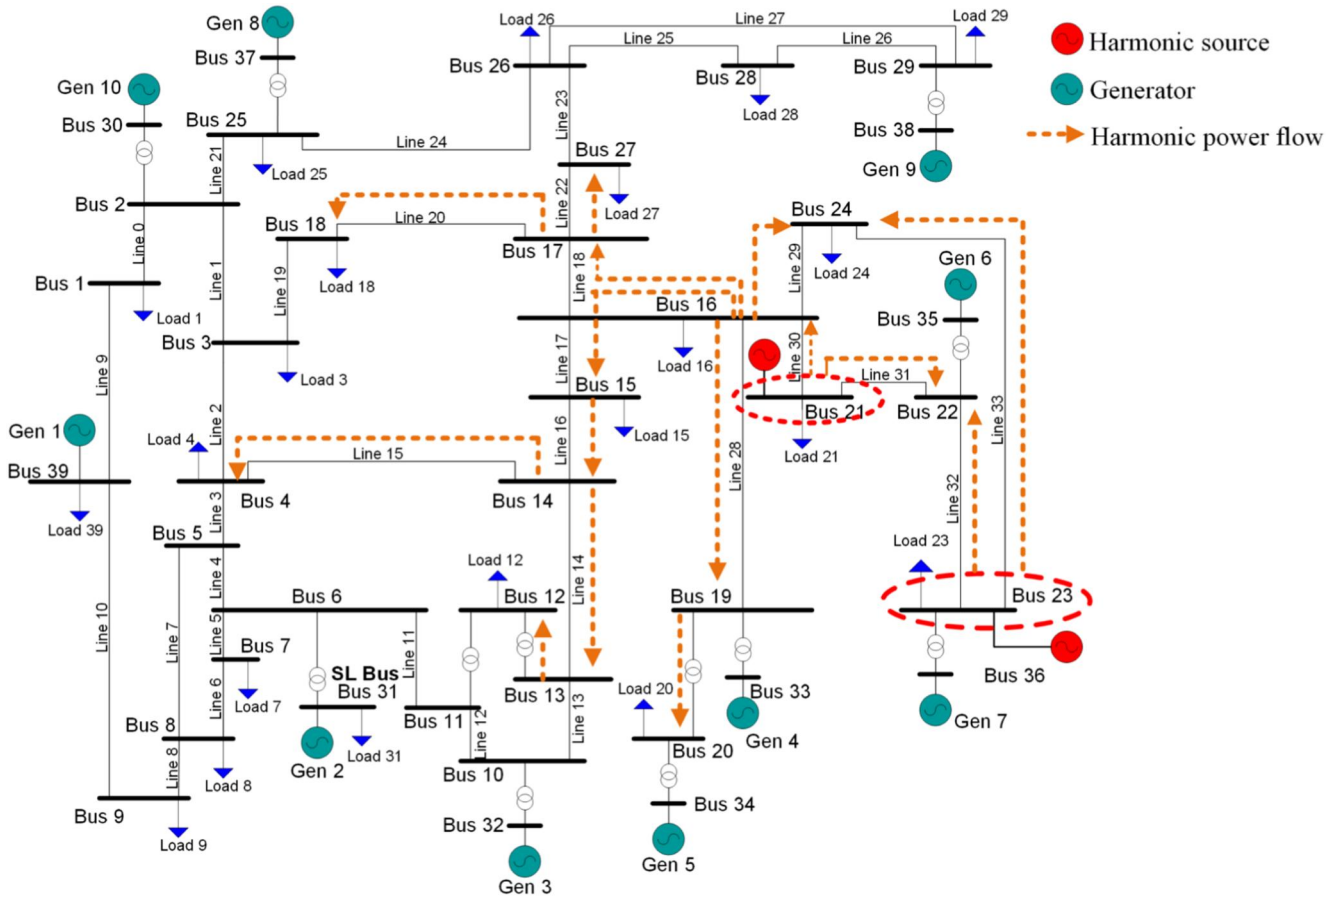 Gen 8
Load 26
Line 27
Load 29
Harmonic source
Bus 37
Line 25
Line 26
Bus 26
Bus 28
Bus 29
Gen 10
Generator
Line 23
Load 28
Bus 30
Bus 25
Line 24
Bus 38
Harmonic power flow
Line 21
Bus 27
Gen 9
Load 25
Line 22
Load 27
Bus 2
Bus 18
Line 20
Bus 24
Line 0
Bus 17
Line 29
Gen 6
Load 24
Bus 1
Line 1
Line 19
Load 18
Line 18
Bus 16
Load 1
Bus 35
Bus 3
Line 9
Line 17
Load 16
Line 30
Load 3
Bus 15
Line 31
Line 33
Gen 1
Line 2
Load 4
Line 16
Load 15
Bus 21
Bus 22
Load 21
Bus 39
Line 15
Line 28
Line 3
Bus 4
Bus 14
Line 32
Load 39
Bus 5
Load 23
Line 4
Load 12
Line 14
Bus 6
Bus 12
Bus 19
Bus 23
Line 10
Line 7
Line 5
Bus 7
Line 11
SL Bus
Bus 31
Bus 13
Load 20
Bus 33
Bus 36
Line 6
Load 7
Bus 11
Line 12
Line 13
Gen 7
Bus 8
Load 31
Gen 4
Bus 20
Line 8
Gen 2
Bus 10
Load 8
Bus 9
Bus 32
Bus 34
Load 9
Gen 5
Gen 3